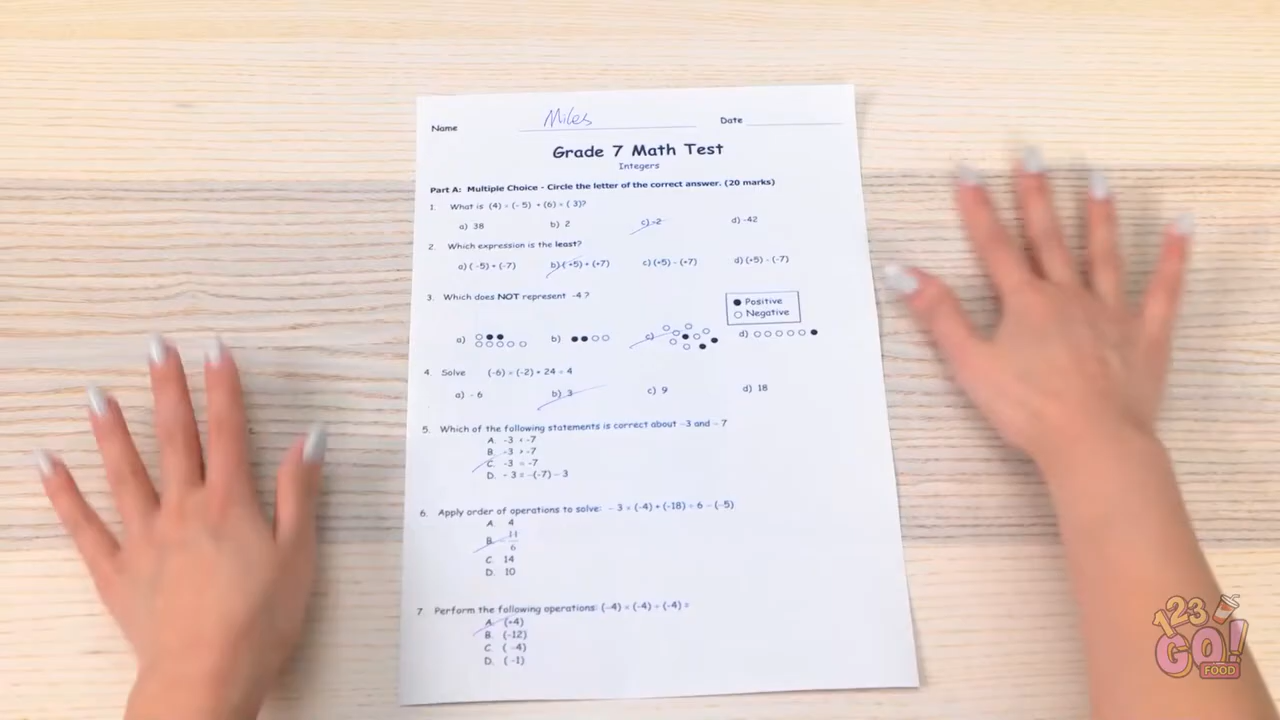 Name Miles Date
Grade 7 Math Test
Integers
Part A: Multiple Choice - Circle the letter of the correct answer. (20 marks)
1. What is (4) × (- 5) + (6) × ( 3)?
a) 38 b) 2 c) -2 d) -42
2. Which expression is the least?
a) (-5) + (-7) b) (+5) + (+7) c) (+5) - (+7) d) (+5) - (-7)
3. Which does NOT represent -4 ?
Positive
Negative
a) b) c) d)
4. Solve (-6) × (-2) + 24 ÷ 4
a) - 6 b) 3 c) 9 d) 18
5. Which of the following statements is correct about -3 and - 7
A. -3 < -7
B. -3 > -7
C. -3 = -7
D. - 3 = -(-7) - 3
6. Apply order of operations to solve: - 3 × (-4) + (-18) ÷ 6 - (-5)
A. 4
B. 11
6
C. 14
D. 10
7 Perform the following operations: (-4) × (-4) ÷ (-4) =
A. (+4)
B. (-12)
C. ( -4)
D. ( -1)
123
GO!
FOOD